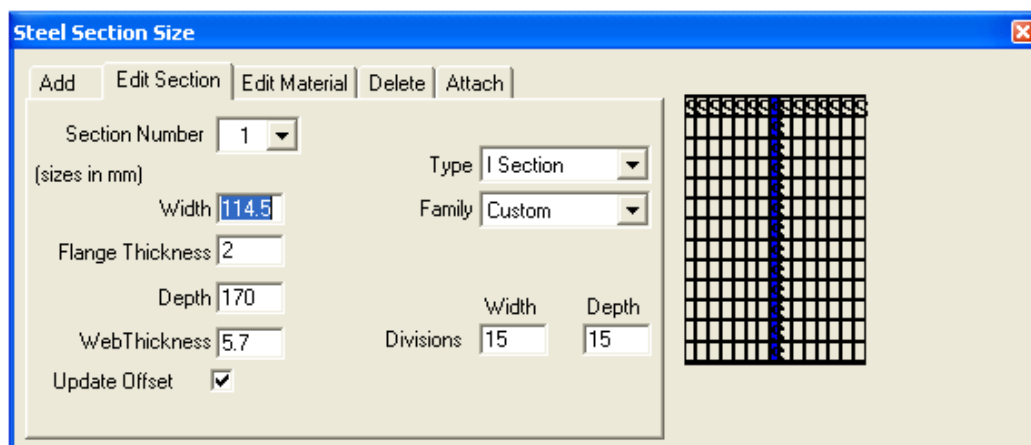 Steel Section Size
Add Edit Section Edit Material Delete Attach
Section Number 1
(sizes in mm)
Type I Section
Width 114.5
Family Custom
Flange Thickness 2
Depth 170
Width Depth
WebThickness 5.7
Divisions 15 15
Update Offset